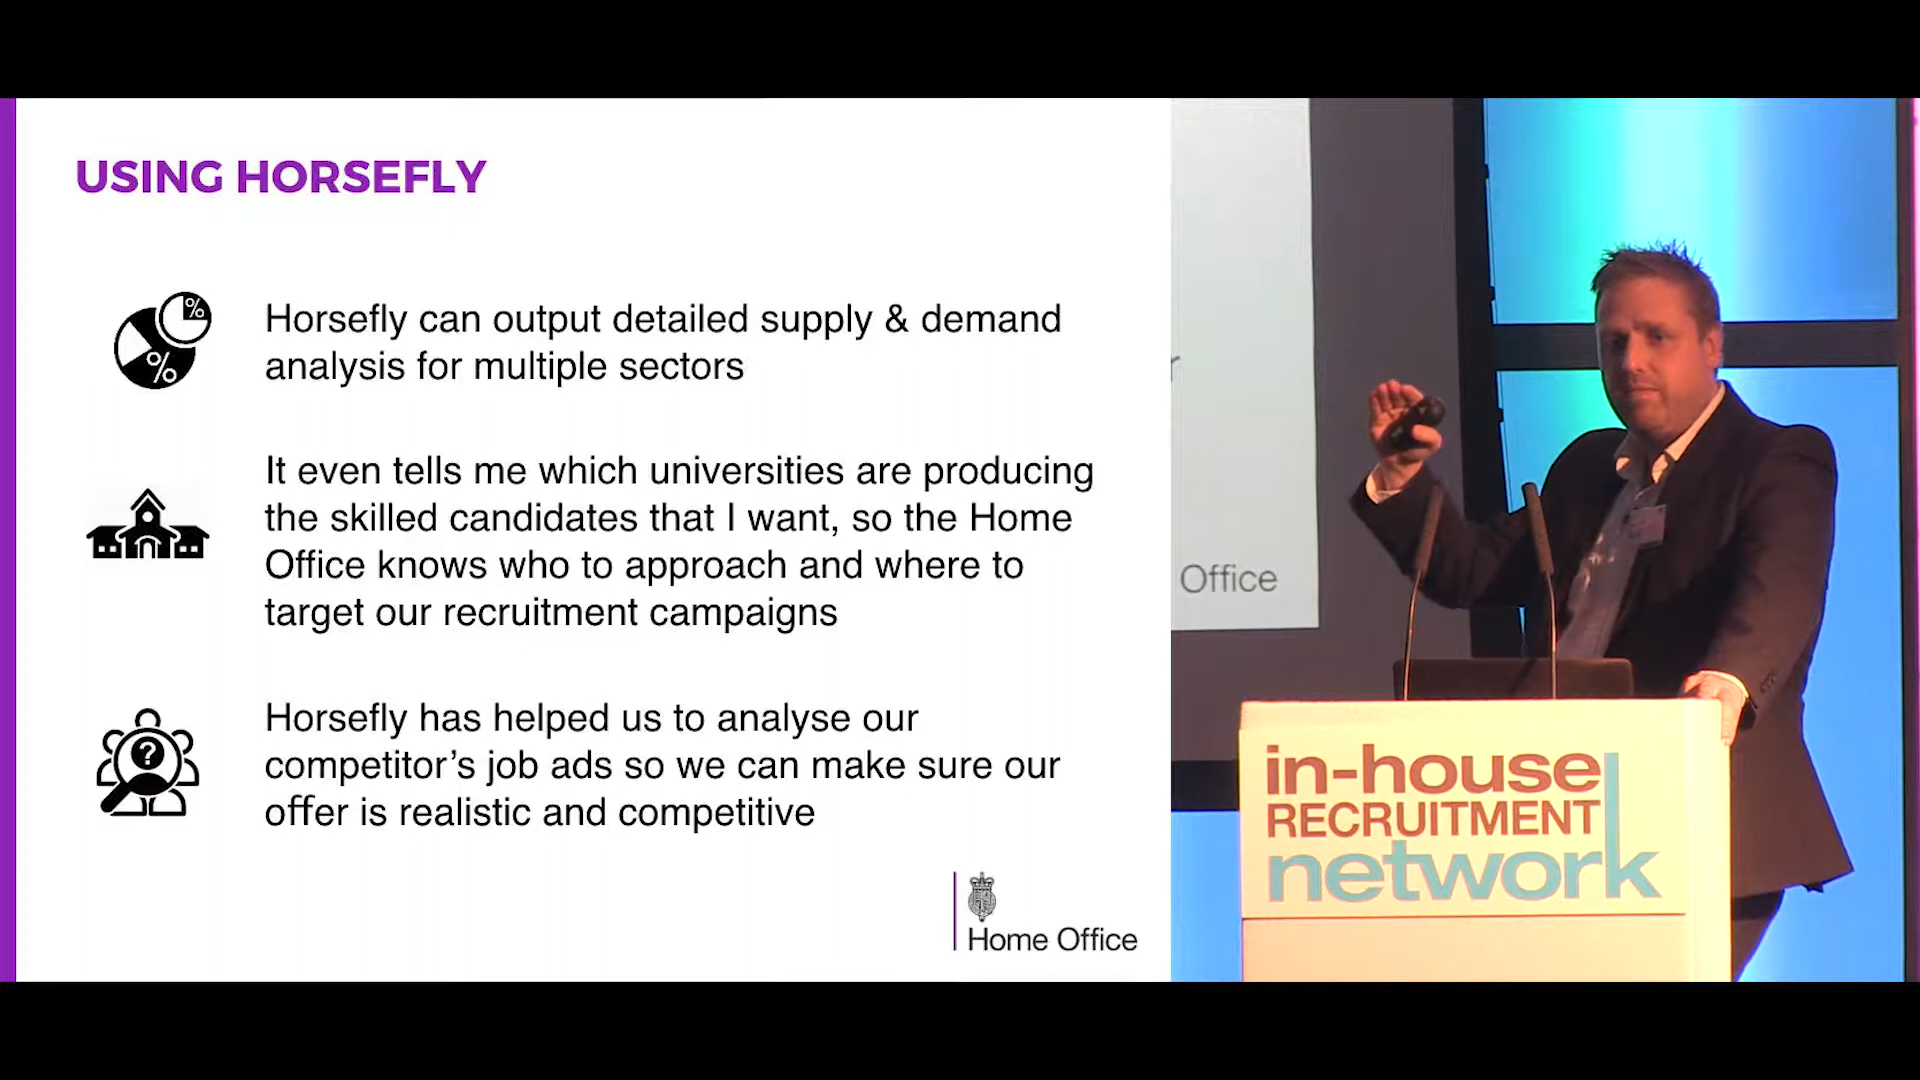 USING HORSEFLY
%
%
Horsefly can output detailed supply & demand
analysis for multiple sectors
It even tells me which universities are producing
the skilled candidates that I want, so the Home
Office knows who to approach and where to
target our recruitment campaigns
?
Horsefly has helped us to analyse our
competitor’s job ads so we can make sure our
offer is realistic and competitive
Home Office
Office
in-house
RECRUITMENT
network